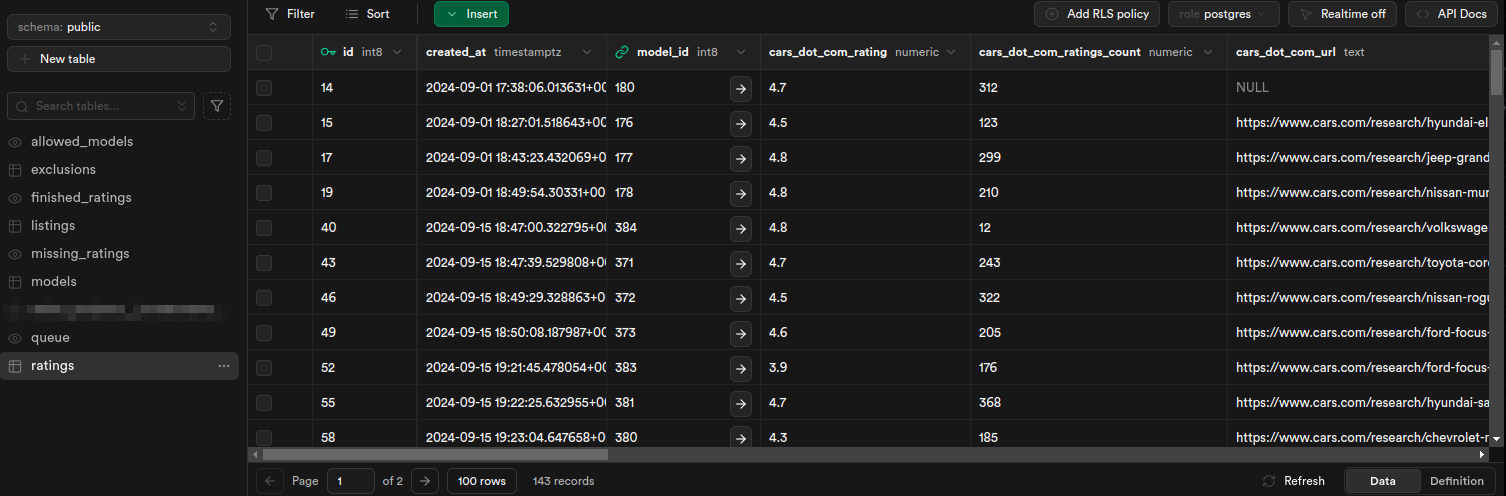 schema: public
New table
Search tables...
allowed_models
exclusions
finished_ratings
listings
missing_ratings
models
queue
ratings
Filter Sort Insert Add RLS policy role postgres Realtime off API Docs
id int8 created_at timestamptz model_id int8 cars_dot_com_rating numeric cars_dot_com_ratings_count numeric cars_dot_com_url text
14 2024-09-01 17:38:06.013631+00 180 4.7 312 NULL
15 2024-09-01 18:27:01.518643+00 176 4.5 123 https://www.cars.com/research/hyundai-el
17 2024-09-01 18:43:23.432069+0 177 4.8 299 https://www.cars.com/research/jeep-grand
19 2024-09-01 18:49:54.30331+00 178 4.8 210 https://www.cars.com/research/nissan-mur
40 2024-09-15 18:47:00.322795+00 384 4.8 12 https://www.cars.com/research/volkswage
43 2024-09-15 18:47:39.529808+0 371 4.7 243 https://www.cars.com/research/toyota-cor
46 2024-09-15 18:49:29.328863+0 372 4.5 322 https://www.cars.com/research/nissan-rogu
49 2024-09-15 18:50:08.187987+00 373 4.6 205 https://www.cars.com/research/ford-focus-
52 2024-09-15 19:21:45.478054+00 383 3.9 176 https://www.cars.com/research/ford-focus-
55 2024-09-15 19:22:25.632955+00 381 4.7 368 https://www.cars.com/research/hyundai-sa
58 2024-09-15 19:23:04.647658+0 380 4.3 185 https://www.cars.com/research/chevrolet-
Page 1 of 2 100 rows 143 records Refresh Data Definition